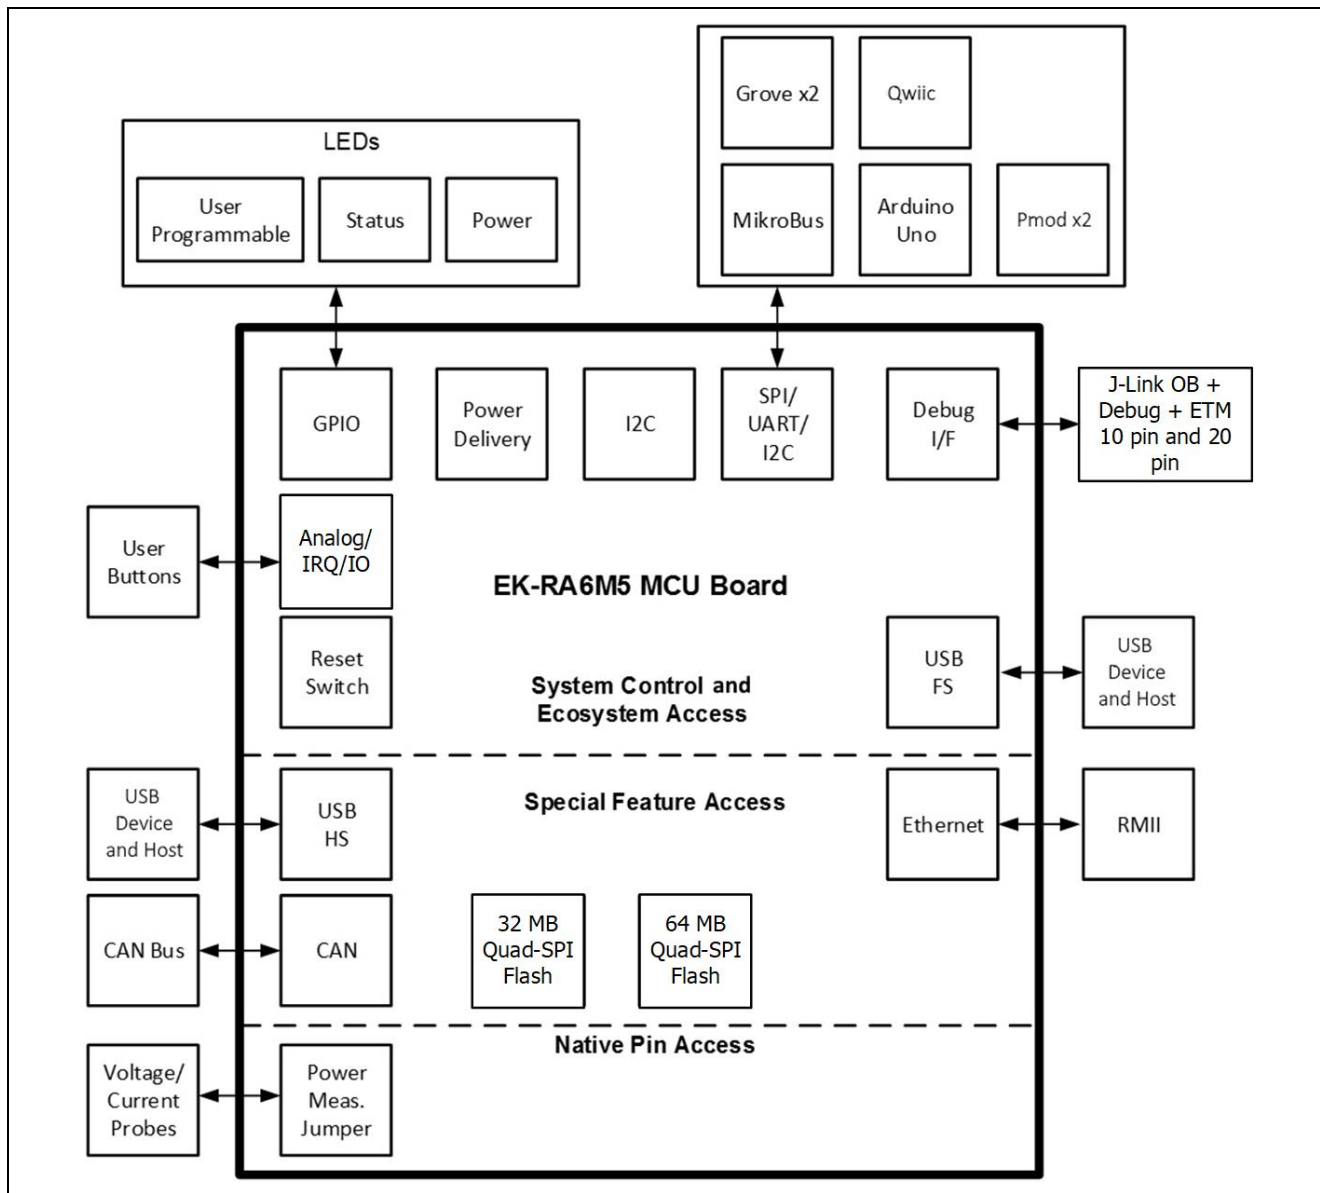 Grove x2
Qwiic
LEDs
User
Programmable
Status
Power
MikroBus
Arduino
Uno
Pmod x2
GPIO
Power
Delivery
I2C
SPI/
UART/
I2C
Debug
I/F
J-Link OB +
Debug + ETM
10 pin and 20
pin
User
Buttons
Analog/
IRQ/IO
EK-RA6M5 MCU Board
Reset
Switch
System Control and
Ecosystem Access
USB
FS
USB
Device
and Host
USB
Device
and Host
USB
HS
Special Feature Access
Ethernet
RMII
CAN Bus
CAN
32 MB
Quad-SPI
Flash
64 MB
Quad-SPI
Flash
Native Pin Access
Voltage/
Current
Probes
Power
Meas.
Jumper